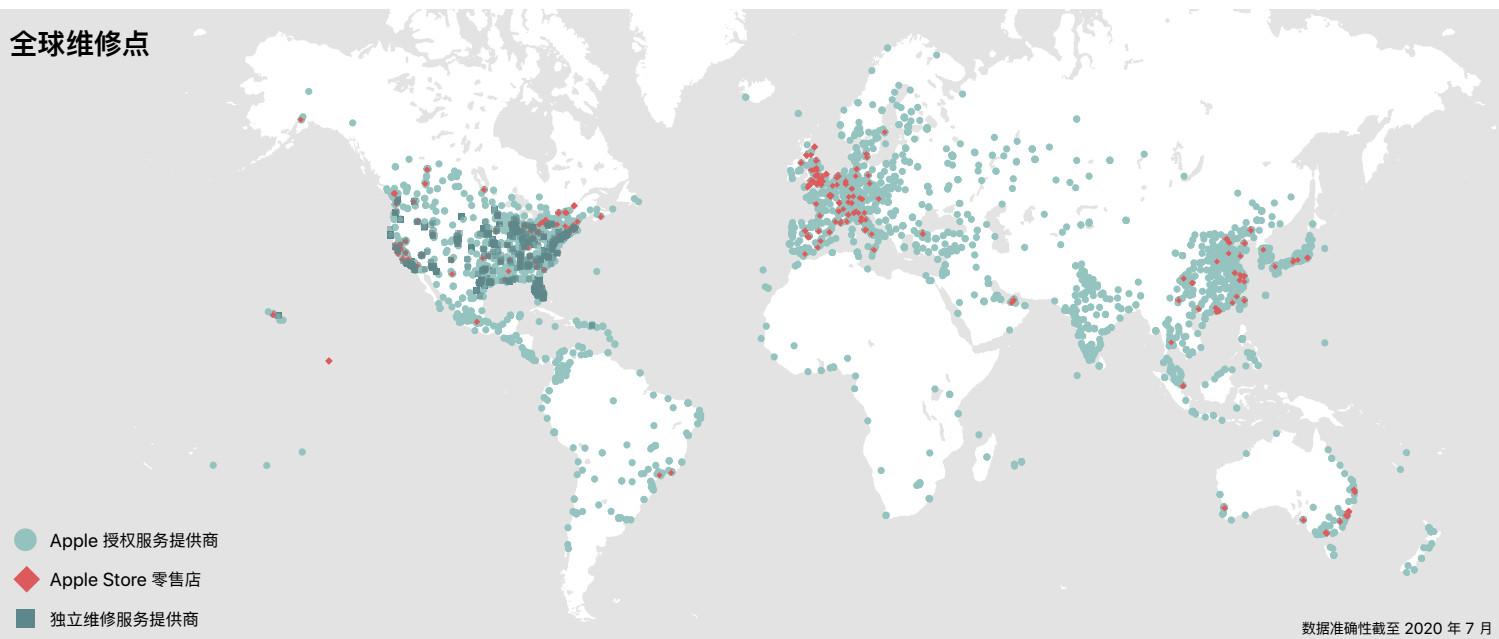 全球维修点
Apple 授权服务提供商
Apple Store 零售店
独立维修服务提供商
数据准确性截至 2020 年 7 月